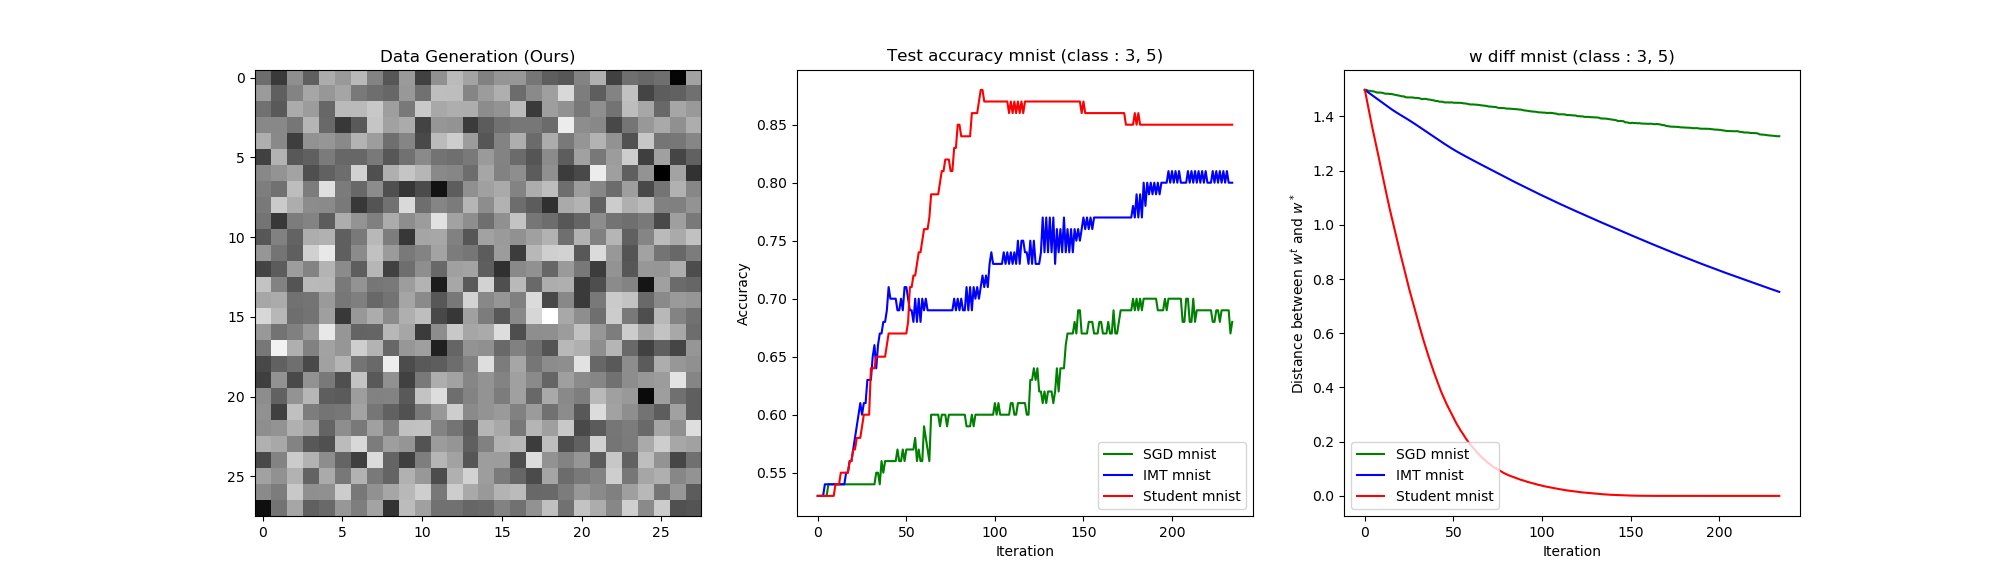 Data Generation (Ours)
0
5
10
15
20
25
0
5
10
15
20
25
Test accuracy mnist (class : 3, 5)
Accuracy
0.85
0.80
0.75
0.70
0.65
0.60
0.55
SGD mnist
IMT mnist
Student mnist
0
50
100
150
200
Iteration
w diff mnist (class : 3, 5)
Distance between w^t and w^*
1.4
1.2
1.0
0.8
0.6
0.4
0.2
0.0
SGD mnist
IMT mnist
Student mnist
0
50
100
150
200
Iteration